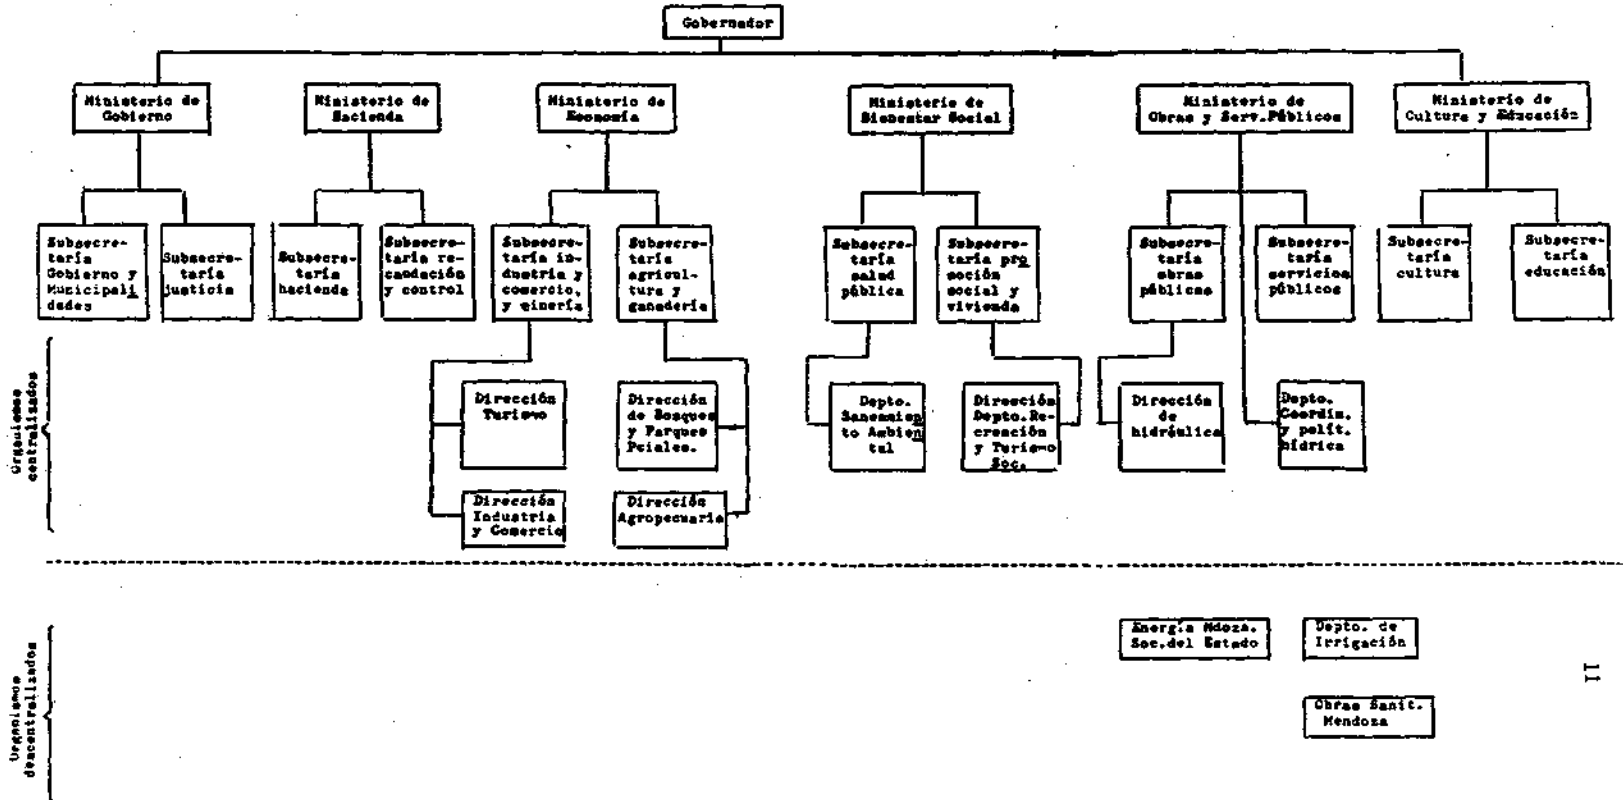 Gobernador
Ministerio de
Gobierno
Ministerio de
Hacienda
Ministerio de
Economía
Ministerio de
Bienestar Social
Ministerio de
Obras y Serv.Públicos
Ministerio de
Cultura y Educación
Subsecre-
taría
Gobierno y
Municipali
dades
Subsecre-
taría
justicia
Subsecre-
taría
hacienda
Subsecre-
taría re-
caudación
y control
Subsecre-
taría in-
dustria y
comercio,
y minería
Subsecre-
taría
agricul-
tura y
ganadería
Subsecre-
taría
salud
pública
Subsecre-
taría pro
moción
social y
vivienda
Subsecre-
taría
obras
públicas
Subsecre-
taría
servicios
públicos
Subsecre-
taría
cultura
Subsecre-
taría
educación
Organismos
centralizados
Dirección
Turismo
Dirección
de Bosques
y Parques
Pciales.
Depto.
Saneamien
to Ambien
tal
Dirección
Depto.Re-
creación
y Turismo
Soc.
Dirección
de
hidráulica
Depto.
Coordin.
y polít.
hídrica
Dirección
Industria
y Comercio
Dirección
Agropecuaria
Organismos
descentralizados
Energía Mdoza.
Soc.del Estado
Depto. de
Irrigación
Obras Sanit.
Mendoza
11